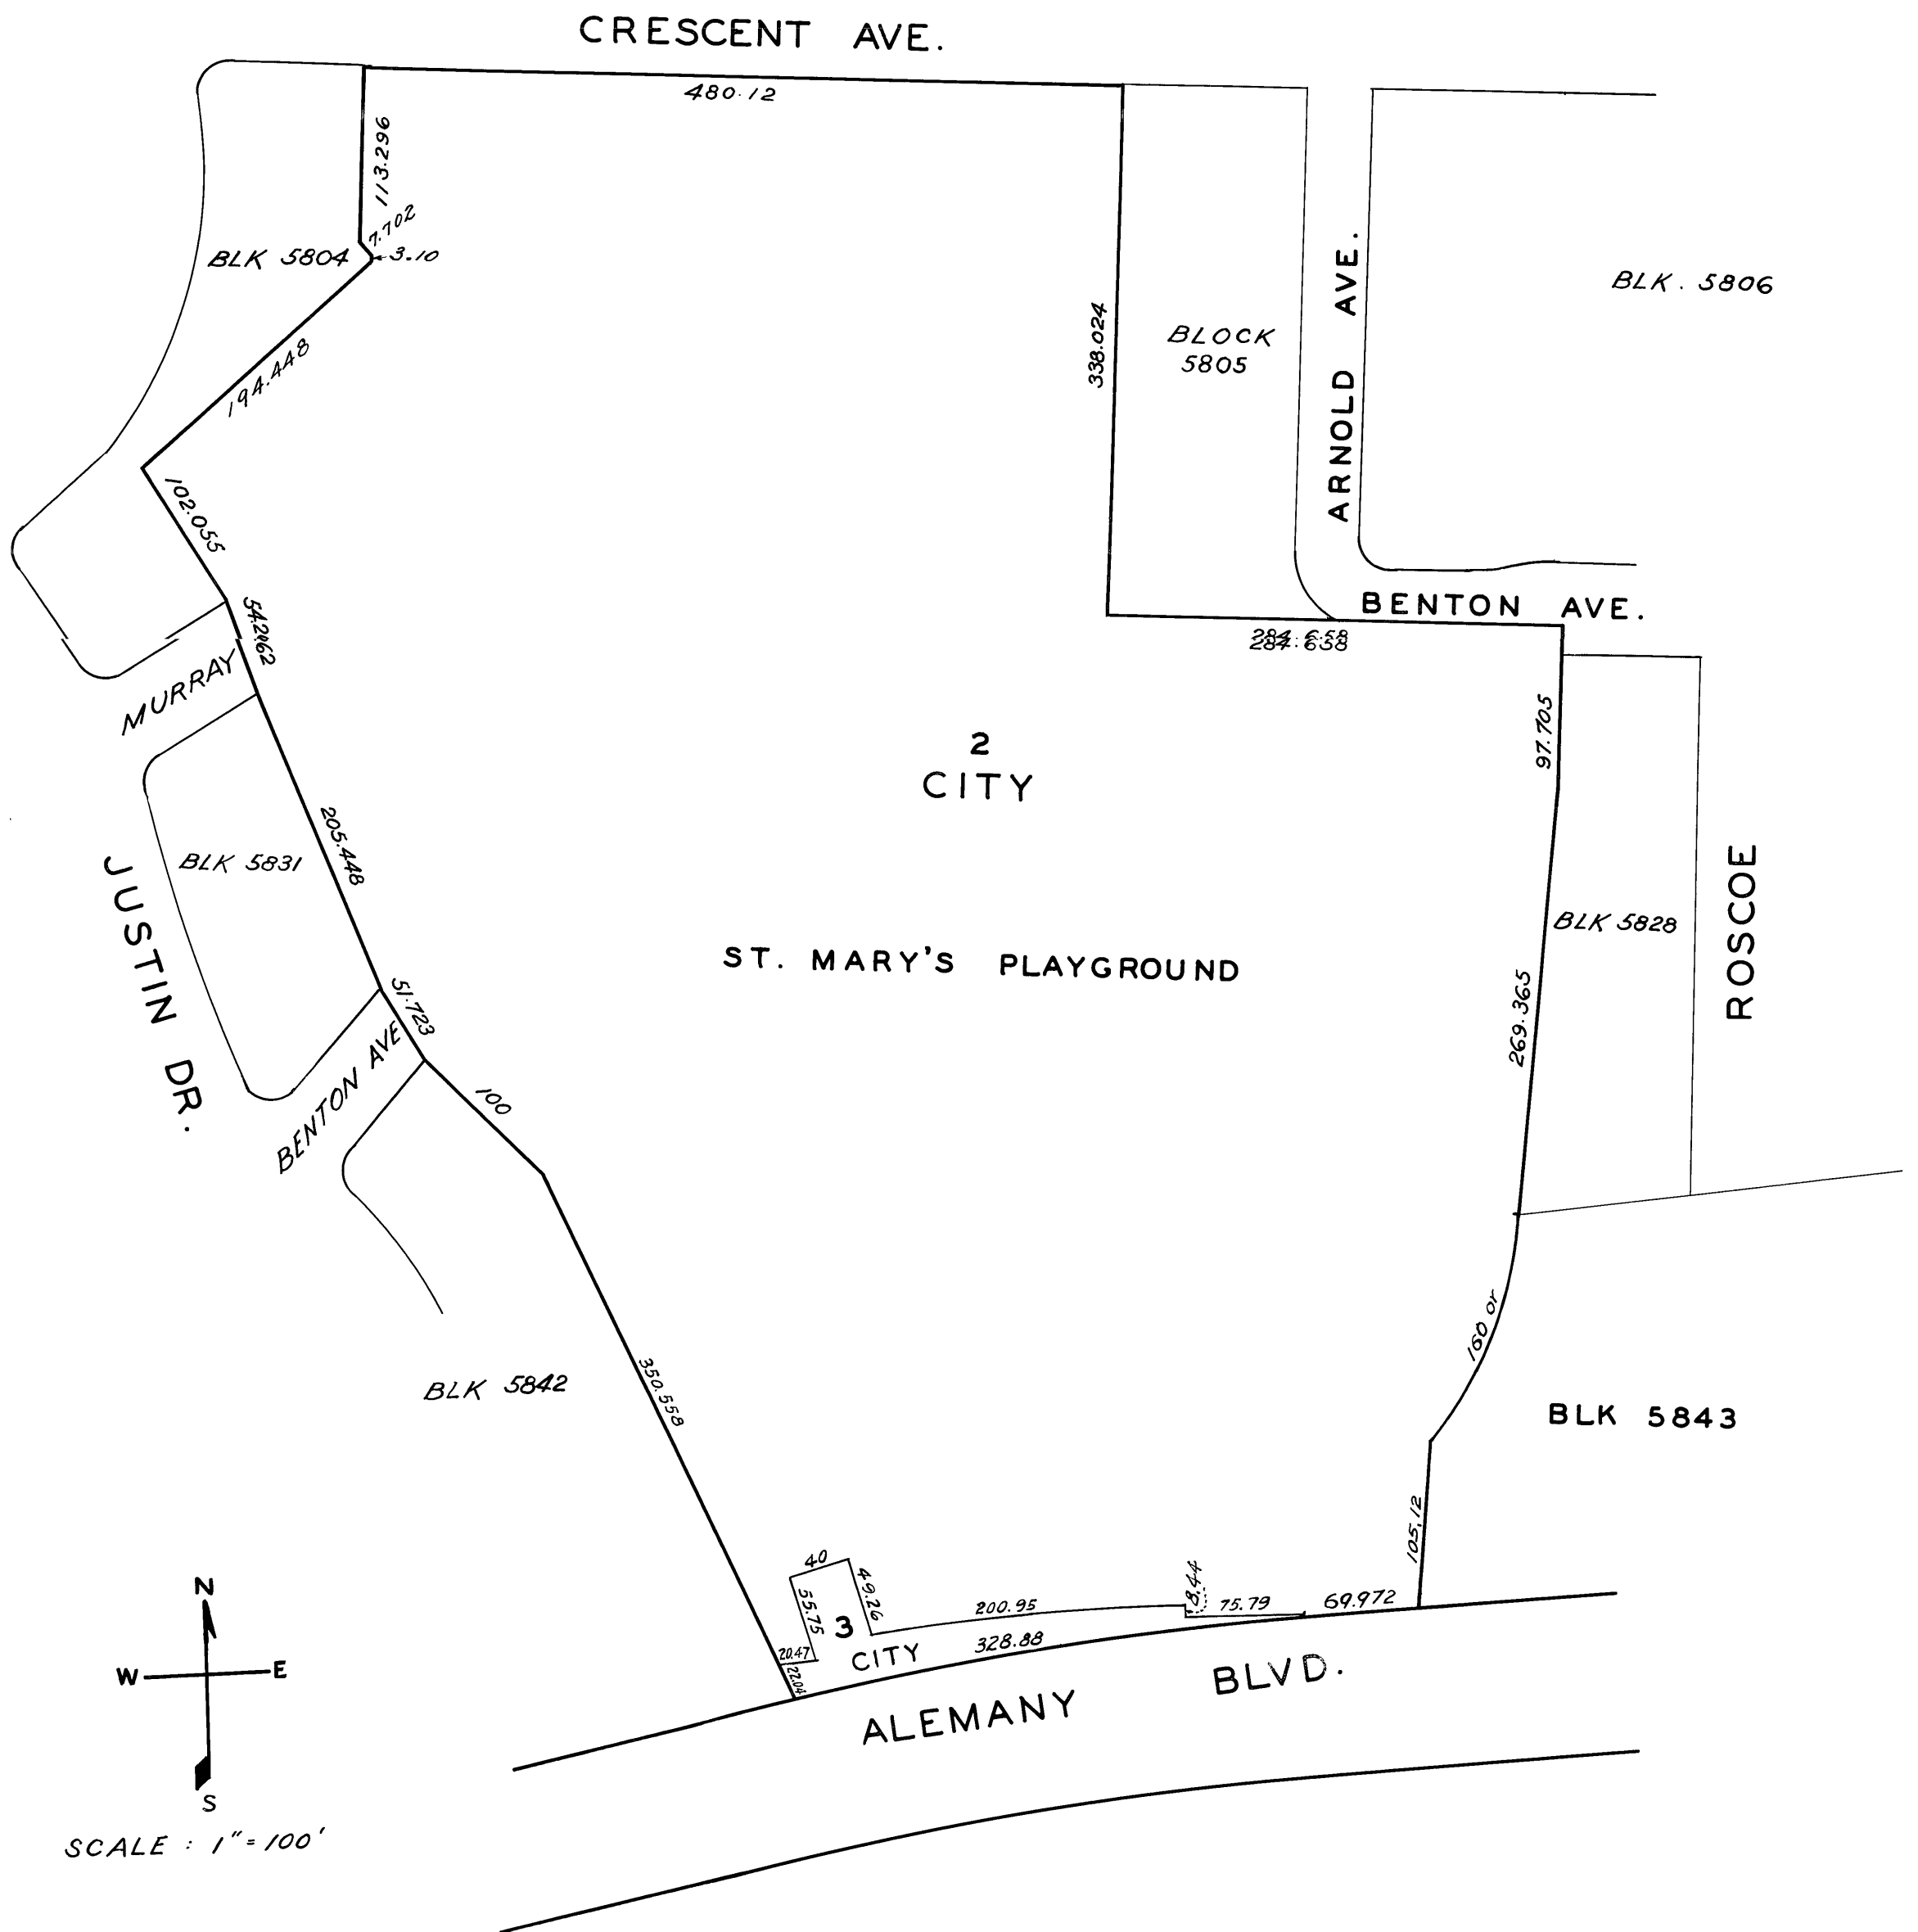 CRESCENT AVE.
480.12
113.296
7.702
3.10
BLK 5804
194.448
102.055
54.262
MURRAY
338.024
BLOCK
5805
ARNOLD AVE.
BLK. 5806
BENTON AVE.
284.658
97.705
2
CITY
205.448
BLK 5831
JUSTIN DR.
ST. MARY'S PLAYGROUND
BLK 5828
ROSCOE
269.365
51.723
BENTON AVE
100
160 or
350.558
BLK 5842
BLK 5843
105.12
40
49.26
55.75
3
CITY
200.95
8.44
75.79
69.972
328.88
20.47
22.04
ALEMANY BLVD.
N
W E
S
SCALE : 1"=100'